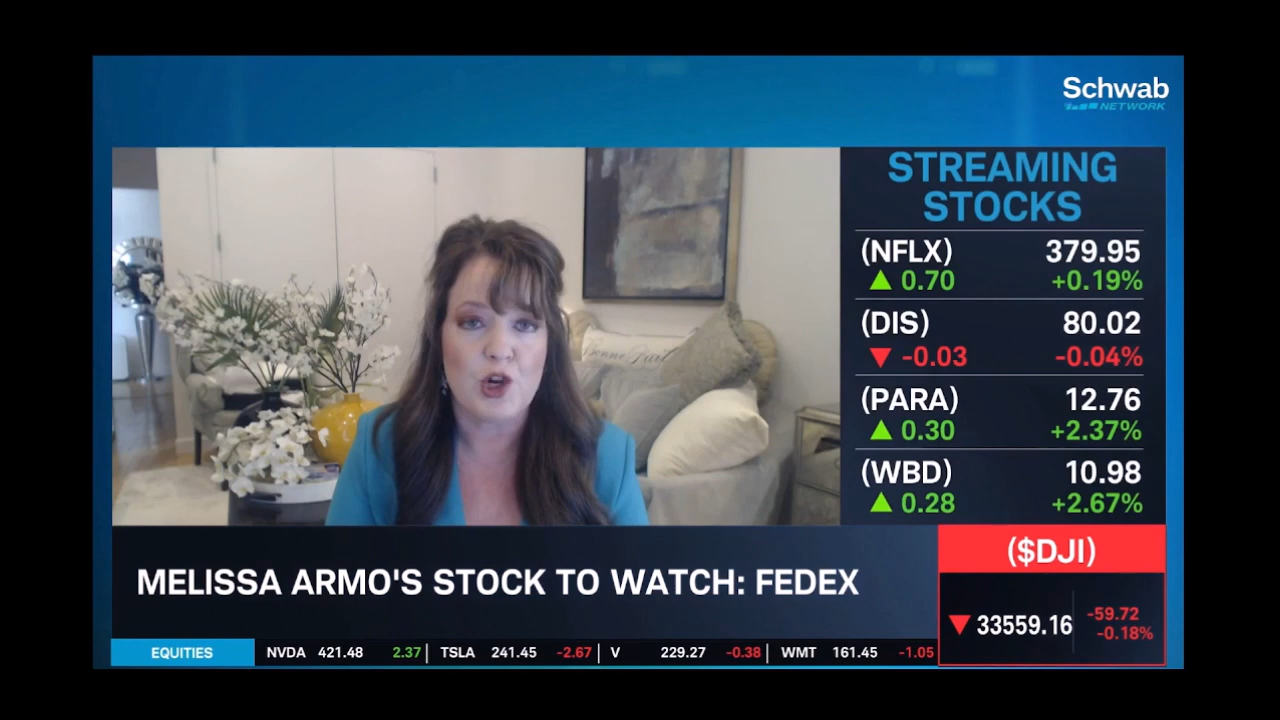 Schwab
NETWORK
STREAMING
STOCKS
(NFLX) 379.95
▲ 0.70 +0.19%
(DIS) 80.02
▼ -0.03 -0.04%
(PARA) 12.76
▲ 0.30 +2.37%
(WBD) 10.98
▲ 0.28 +2.67%
MELISSA ARMO'S STOCK TO WATCH: FEDEX
($DJI)
▼ 33559.16 -59.72
-0.18%
EQUITIES NVDA 421.48 2.37 TSLA 241.45 -2.67 V 229.27 -0.38 WMT 161.45 -1.05